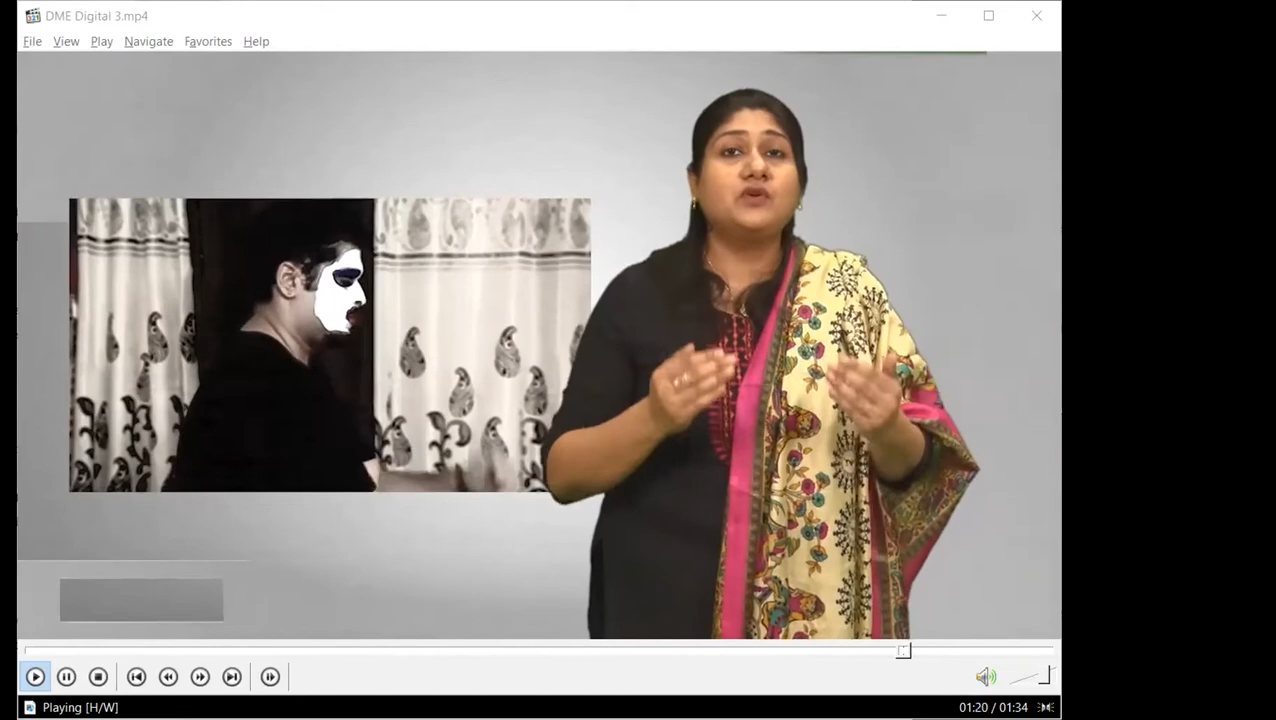 DME Digital 3.mp4
File View Play Navigate Favorites Help
Playing [H/W]
01:20 / 01:34